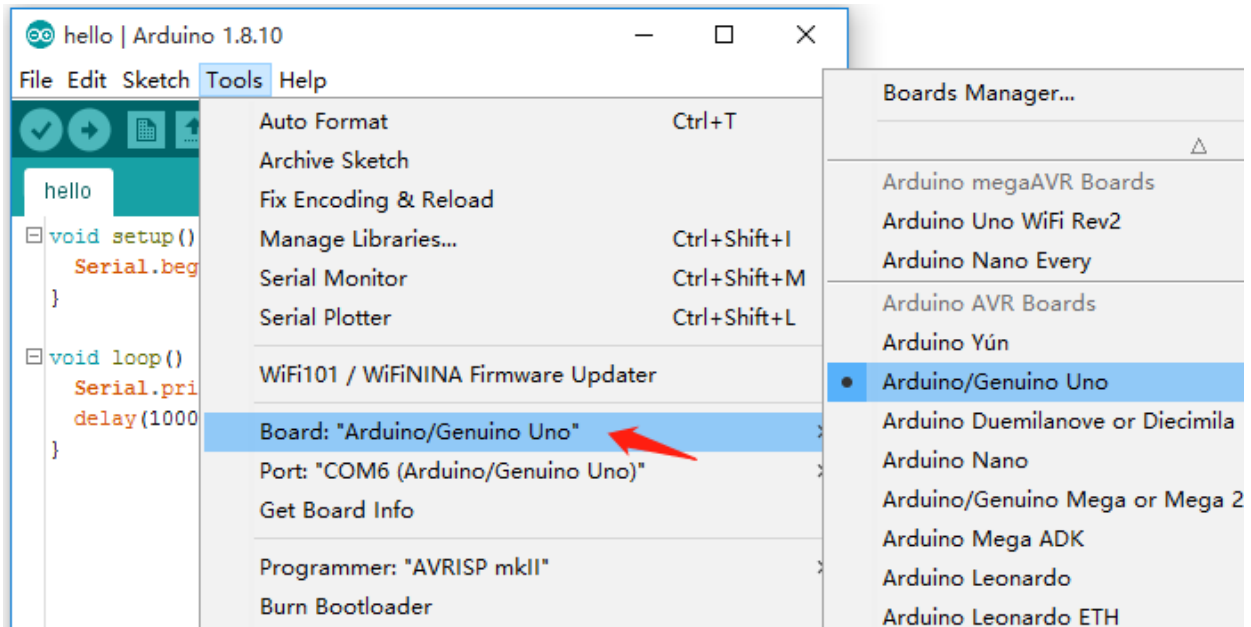 hello | Arduino 1.8.10
File Edit Sketch Tools Help
hello
void setup()
Serial.beg
}
void loop()
Serial.pri
delay(1000
}
Auto Format Ctrl+T
Archive Sketch
Fix Encoding & Reload
Manage Libraries... Ctrl+Shift+I
Serial Monitor Ctrl+Shift+M
Serial Plotter Ctrl+Shift+L
WiFi101 / WiFiNINA Firmware Updater
Board: "Arduino/Genuino Uno"
Port: "COM6 (Arduino/Genuino Uno)"
Get Board Info
Programmer: "AVRISP mkII"
Burn Bootloader
Boards Manager...
Arduino megaAVR Boards
Arduino Uno WiFi Rev2
Arduino Nano Every
Arduino AVR Boards
Arduino Yún
Arduino/Genuino Uno
Arduino Duemilanove or Diecimila
Arduino Nano
Arduino/Genuino Mega or Mega 2
Arduino Mega ADK
Arduino Leonardo
Arduino Leonardo ETH